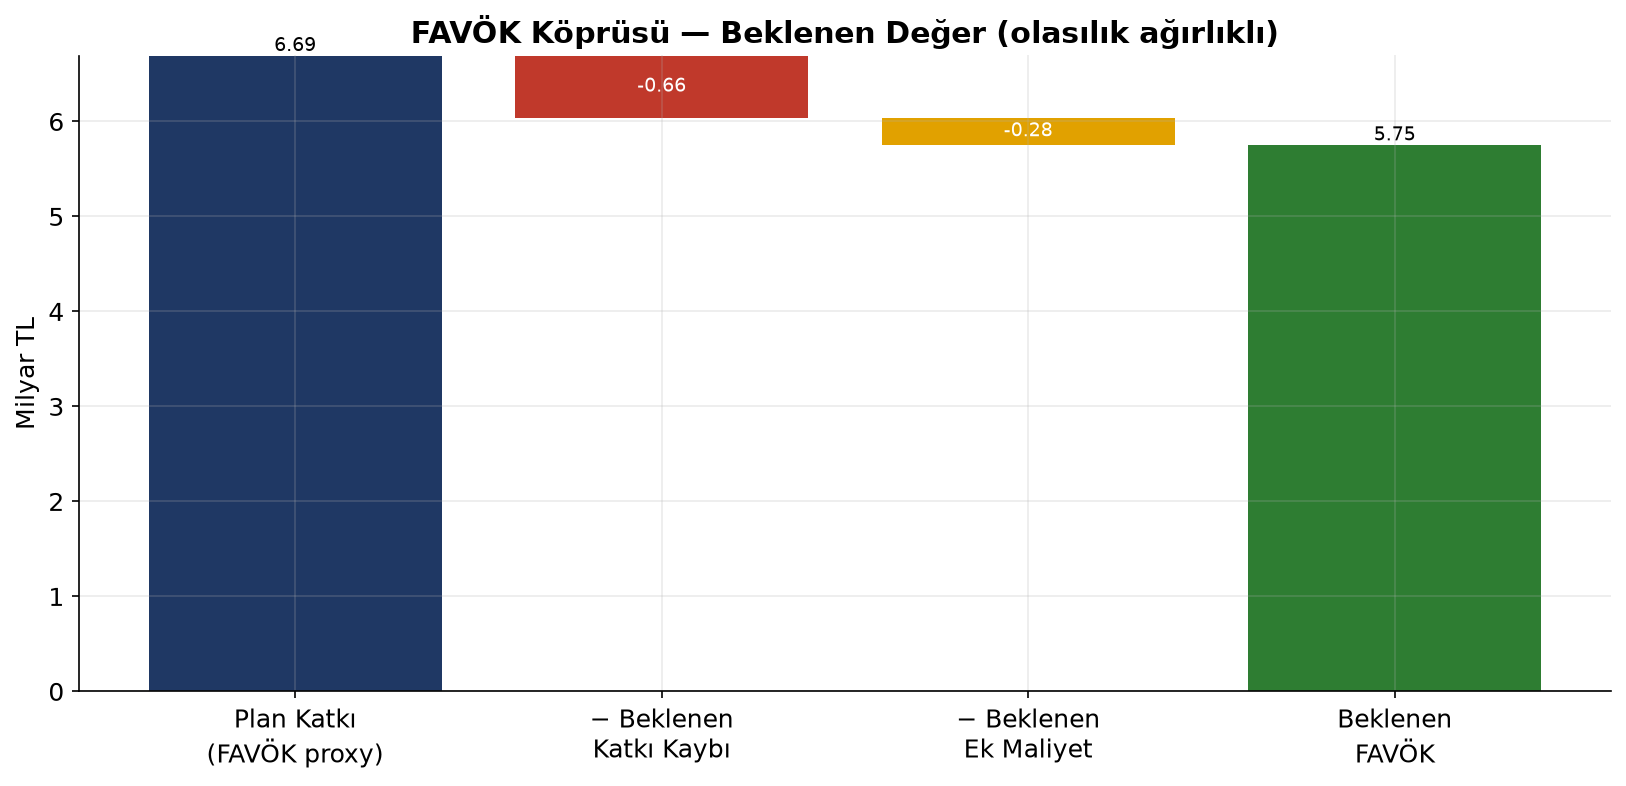 FAVÖK Köprüsü — Beklenen Değer (olasılık ağırlıklı)
6.69
-0.66
-0.28
5.75
Milyar TL
6
5
4
3
2
1
0
Plan Katkı
(FAVÖK proxy)
− Beklenen
Katkı Kaybı
− Beklenen
Ek Maliyet
Beklenen
FAVÖK